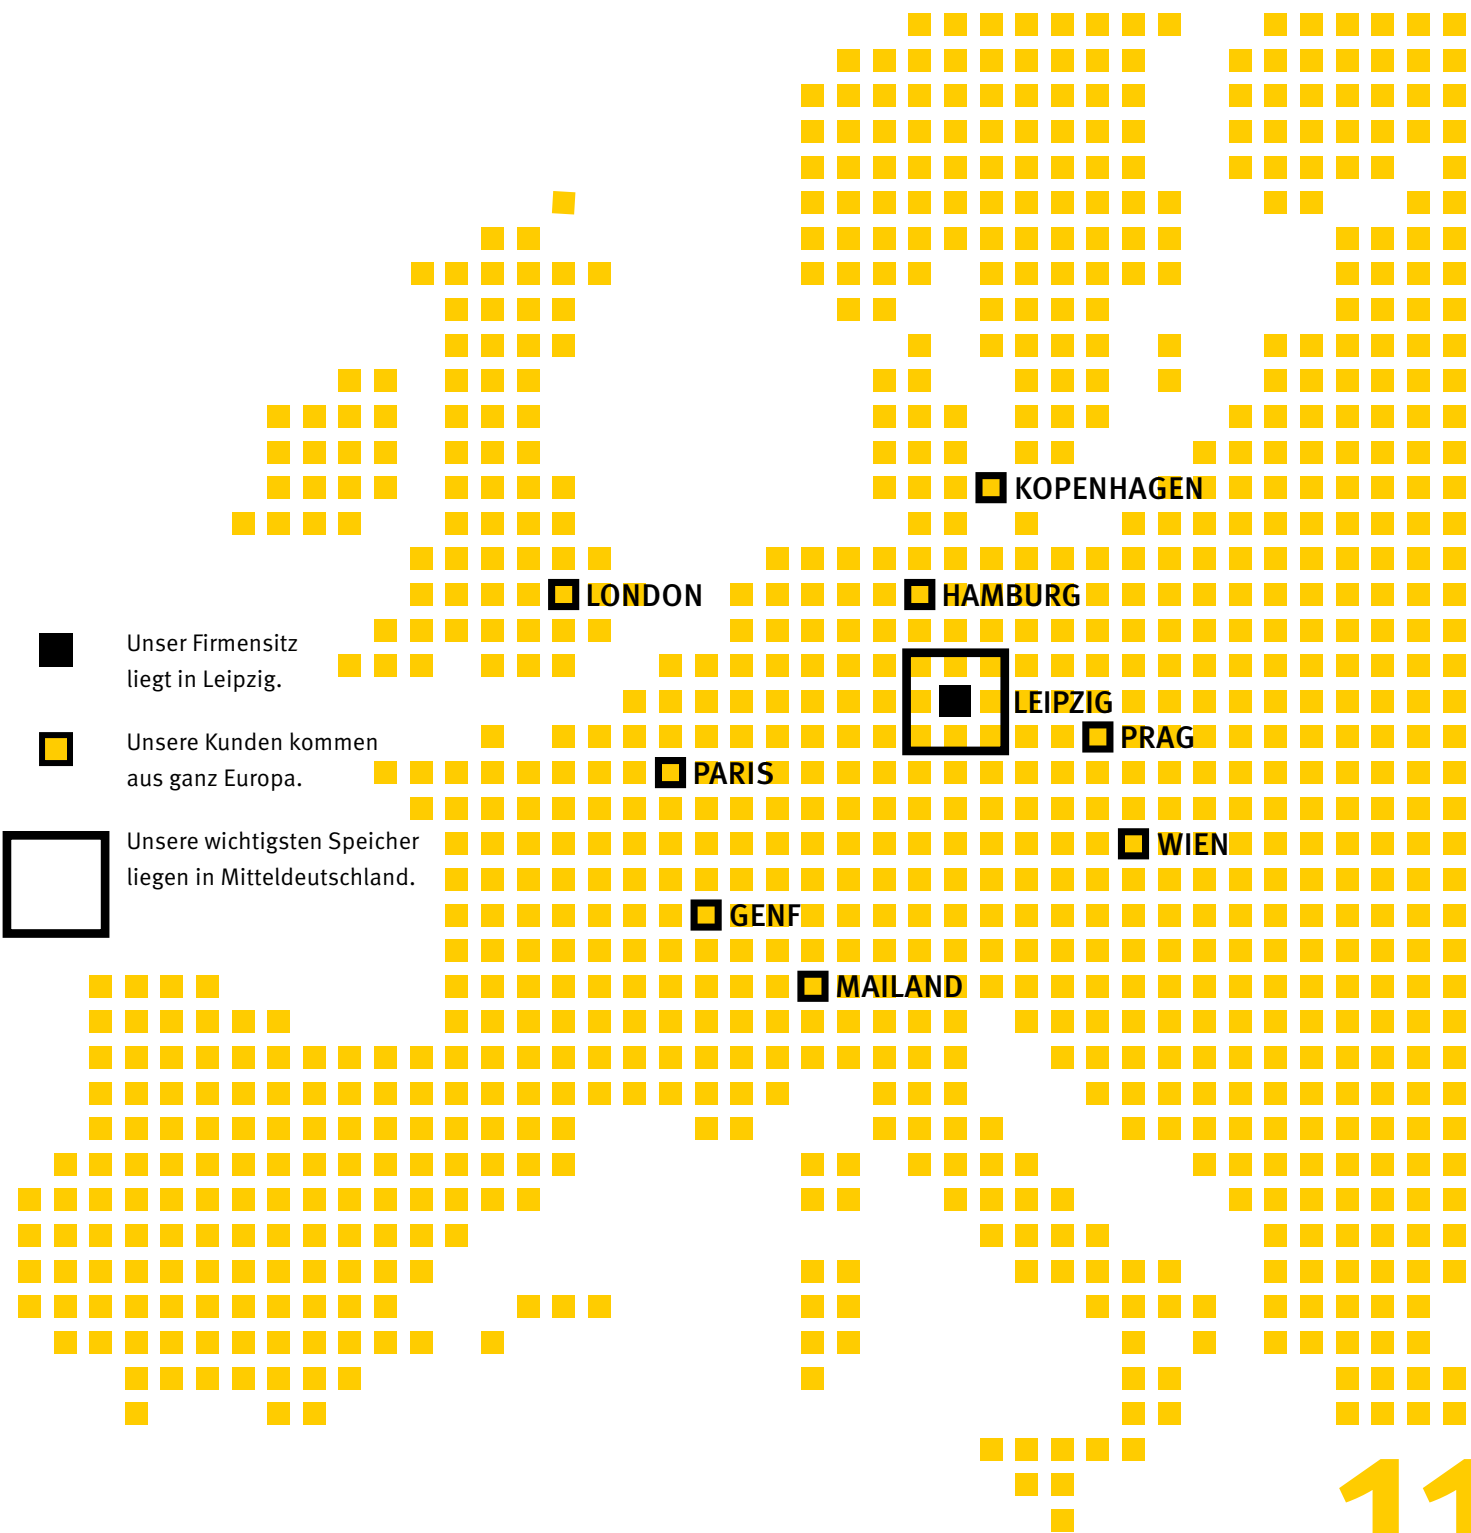 KOPENHAGEN
LONDON
HAMBURG
Unser Firmensitz
liegt in Leipzig.
LEIPZIG
Unsere Kunden kommen
aus ganz Europa.
PRAG
PARIS
Unsere wichtigsten Speicher
liegen in Mitteldeutschland.
WIEN
GENF
MAILAND
11